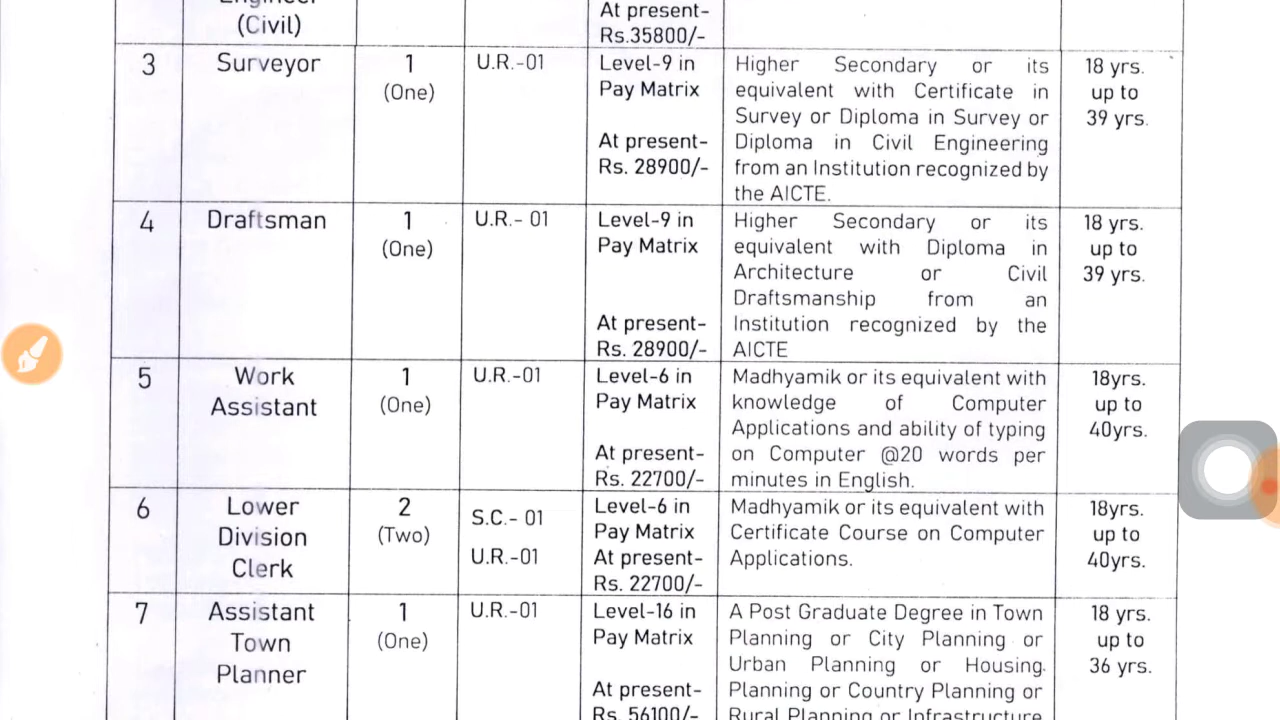 Engineer
(Civil)
At present-
Rs.35800/-
3
Surveyor
1
(One)
U.R.-01
Level-9 in
Pay Matrix
At present-
Rs. 28900/-
Higher Secondary or its
equivalent with Certificate in
Survey or Diploma in Survey or
Diploma in Civil Engineering
from an Institution recognized by
the AICTE.
18 yrs.
up to
39 yrs.
4
Draftsman
1
(One)
U.R.- 01
Level-9 in
Pay Matrix
At present-
Rs. 28900/-
Higher Secondary or its
equivalent with Diploma in
Architecture or Civil
Draftsmanship from an
Institution recognized by the
AICTE
18 yrs.
up to
39 yrs.
5
Work
Assistant
1
(One)
U.R.-01
Level-6 in
Pay Matrix
At present-
Rs. 22700/-
Madhyamik or its equivalent with
knowledge of Computer
Applications and ability of typing
on Computer @20 words per
minutes in English.
18yrs.
up to
40yrs.
6
Lower
Division
Clerk
2
(Two)
S.C.- 01
U.R.-01
Level-6 in
Pay Matrix
At present-
Rs. 22700/-
Madhyamik or its equivalent with
Certificate Course on Computer
Applications.
18yrs.
up to
40yrs.
7
Assistant
Town
Planner
1
(One)
U.R.-01
Level-16 in
Pay Matrix
At present-
Rs. 56100/-
A Post Graduate Degree in Town
Planning or City Planning or
Urban Planning or Housing
Planning or Country Planning or
Rural Planning or Infrastructure
18 yrs.
up to
36 yrs.